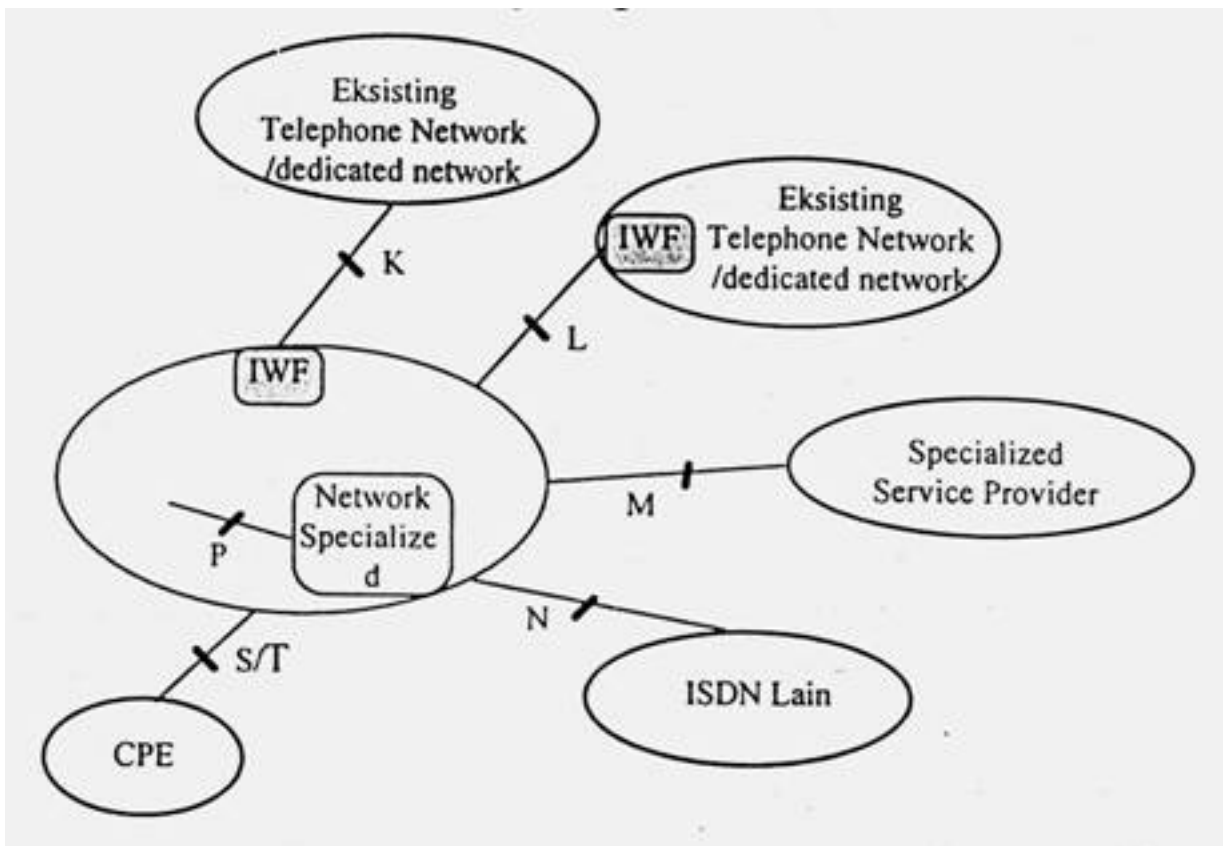 Eksisting
Telephone Network
/dedicated network
K
Eksisting
IWF
Telephone Network
/dedicated network
L
IWF
M
Specialized
Service Provider
Network
Specialize
d
P
N
S/T
ISDN Lain
CPE